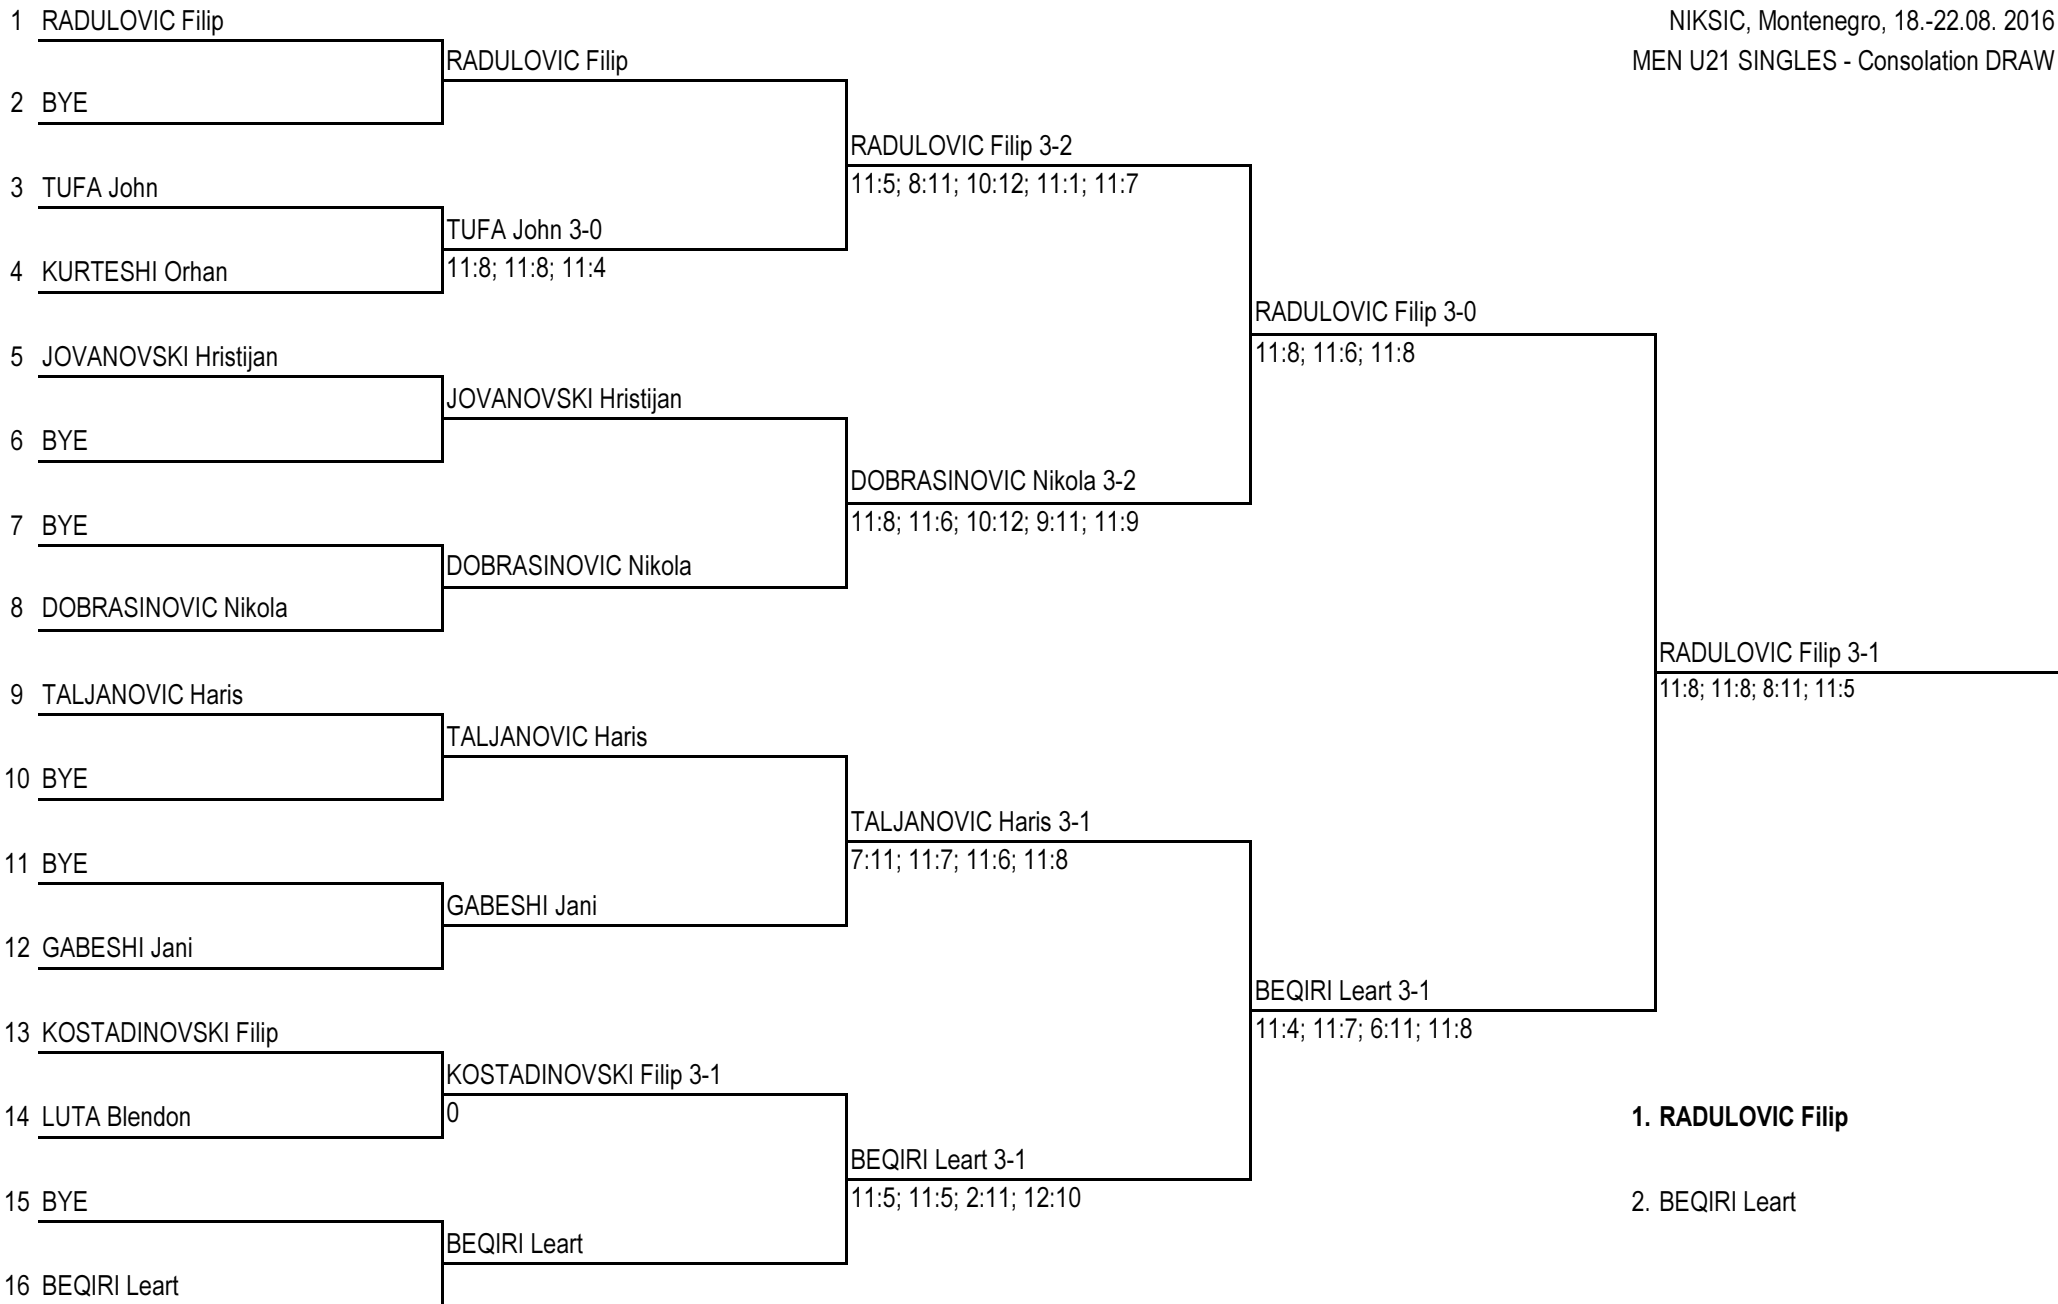 1 RADULOVIC Filip
NIKSIC, Montenegro, 18.-22.08. 2016
RADULOVIC Filip
MEN U21 SINGLES - Consolation DRAW
2 BYE
RADULOVIC Filip 3-2
3 TUFA John
11:5; 8:11; 10:12; 11:1; 11:7
TUFA John 3-0
4 KURTESHI Orhan
11:8; 11:8; 11:4
RADULOVIC Filip 3-0
5 JOVANOVSKI Hristijan
11:8; 11:6; 11:8
JOVANOVSKI Hristijan
6 BYE
DOBRASINOVIC Nikola 3-2
7 BYE
11:8; 11:6; 10:12; 9:11; 11:9
DOBRASINOVIC Nikola
8 DOBRASINOVIC Nikola
RADULOVIC Filip 3-1
9 TALJANOVIC Haris
11:8; 11:8; 8:11; 11:5
TALJANOVIC Haris
10 BYE
TALJANOVIC Haris 3-1
11 BYE
7:11; 11:7; 11:6; 11:8
GABESHI Jani
12 GABESHI Jani
BEQIRI Leart 3-1
13 KOSTADINOVSKI Filip
11:4; 11:7; 6:11; 11:8
KOSTADINOVSKI Filip 3-1
14 LUTA Blendon
0
1. RADULOVIC Filip
BEQIRI Leart 3-1
15 BYE
11:5; 11:5; 2:11; 12:10
2. BEQIRI Leart
BEQIRI Leart
16 BEQIRI Leart